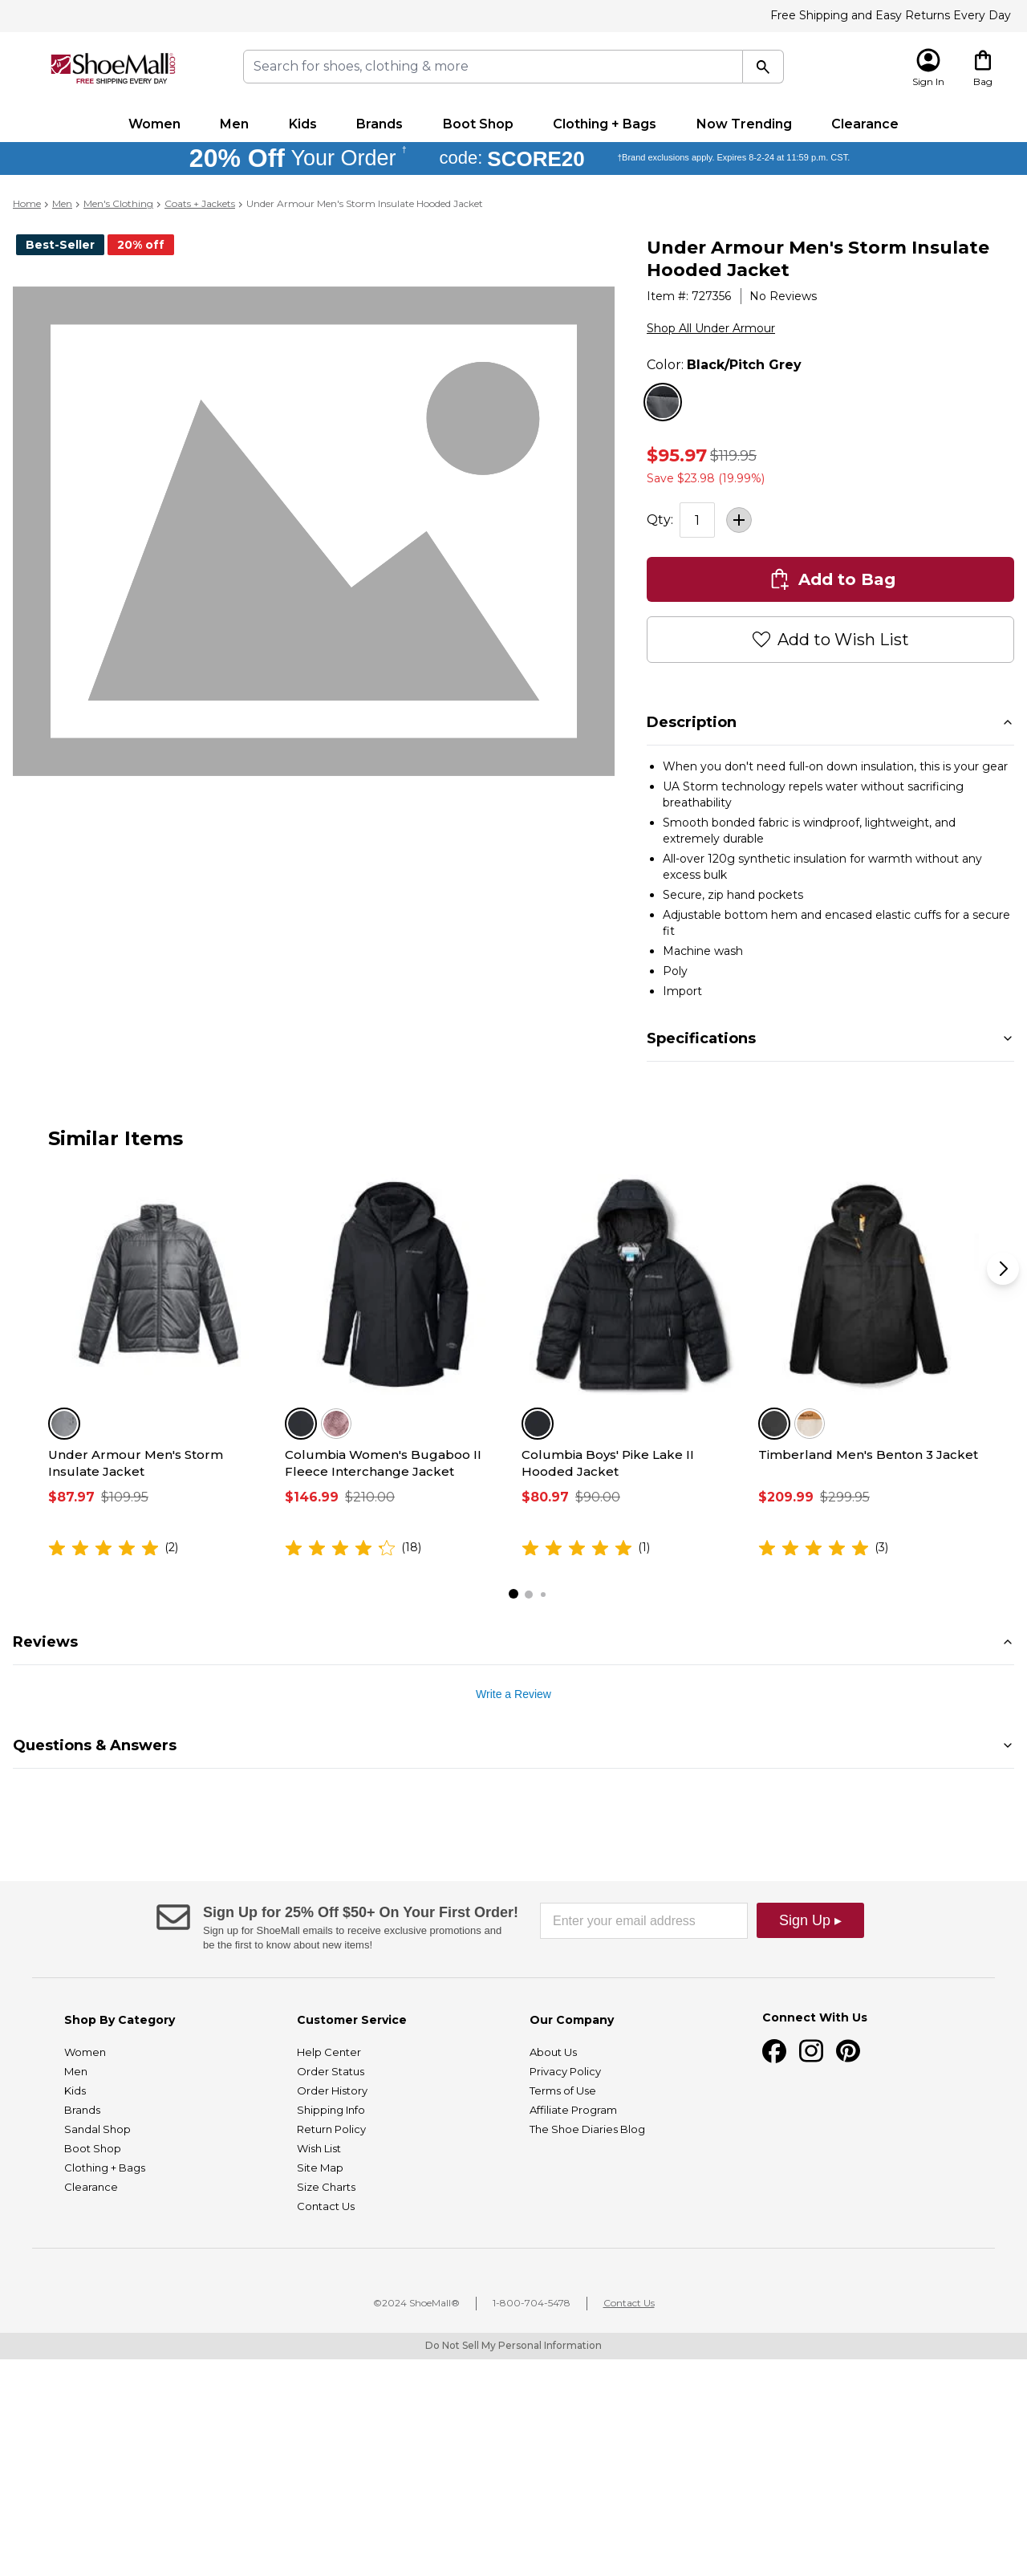 Free Shipping and Easy Returns Every Day
ShoeMall.com
FREE SHIPPING EVERY DAY
Search for shoes, clothing & more
Sign In
Bag
Women Men Kids Brands Boot Shop Clothing + Bags Now Trending Clearance
20% Off Your Order † code: SCORE20 †Brand exclusions apply. Expires 8-2-24 at 11:59 p.m. CST.
Home > Men > Men's Clothing > Coats + Jackets > Under Armour Men's Storm Insulate Hooded Jacket
Best-Seller 20% off
Under Armour Men's Storm Insulate
Hooded Jacket
Item #: 727356 | No Reviews
Shop All Under Armour
Color: Black/Pitch Grey
$95.97 $119.95
Save $23.98 (19.99%)
Qty: 1 +
Add to Bag
Add to Wish List
Description
• When you don't need full-on down insulation, this is your gear
• UA Storm technology repels water without sacrificing
breathability
• Smooth bonded fabric is windproof, lightweight, and
extremely durable
• All-over 120g synthetic insulation for warmth without any
excess bulk
• Secure, zip hand pockets
• Adjustable bottom hem and encased elastic cuffs for a secure
fit
• Machine wash
• Poly
• Import
Specifications
Similar Items
Under Armour Men's Storm
Insulate Jacket
$87.97 $109.95
(2)
Columbia Women's Bugaboo II
Fleece Interchange Jacket
$146.99 $210.00
(18)
Columbia Boys' Pike Lake II
Hooded Jacket
$80.97 $90.00
(1)
Timberland Men's Benton 3 Jacket
$209.99 $299.95
(3)
Reviews
Write a Review
Questions & Answers
Sign Up for 25% Off $50+ On Your First Order!
Sign up for ShoeMall emails to receive exclusive promotions and
be the first to know about new items!
Enter your email address
Sign Up ▸
Shop By Category
Women
Men
Kids
Brands
Sandal Shop
Boot Shop
Clothing + Bags
Clearance
Customer Service
Help Center
Order Status
Order History
Shipping Info
Return Policy
Wish List
Site Map
Size Charts
Contact Us
Our Company
About Us
Privacy Policy
Terms of Use
Affiliate Program
The Shoe Diaries Blog
Connect With Us
©2024 ShoeMall® | 1-800-704-5478 | Contact Us
Do Not Sell My Personal Information